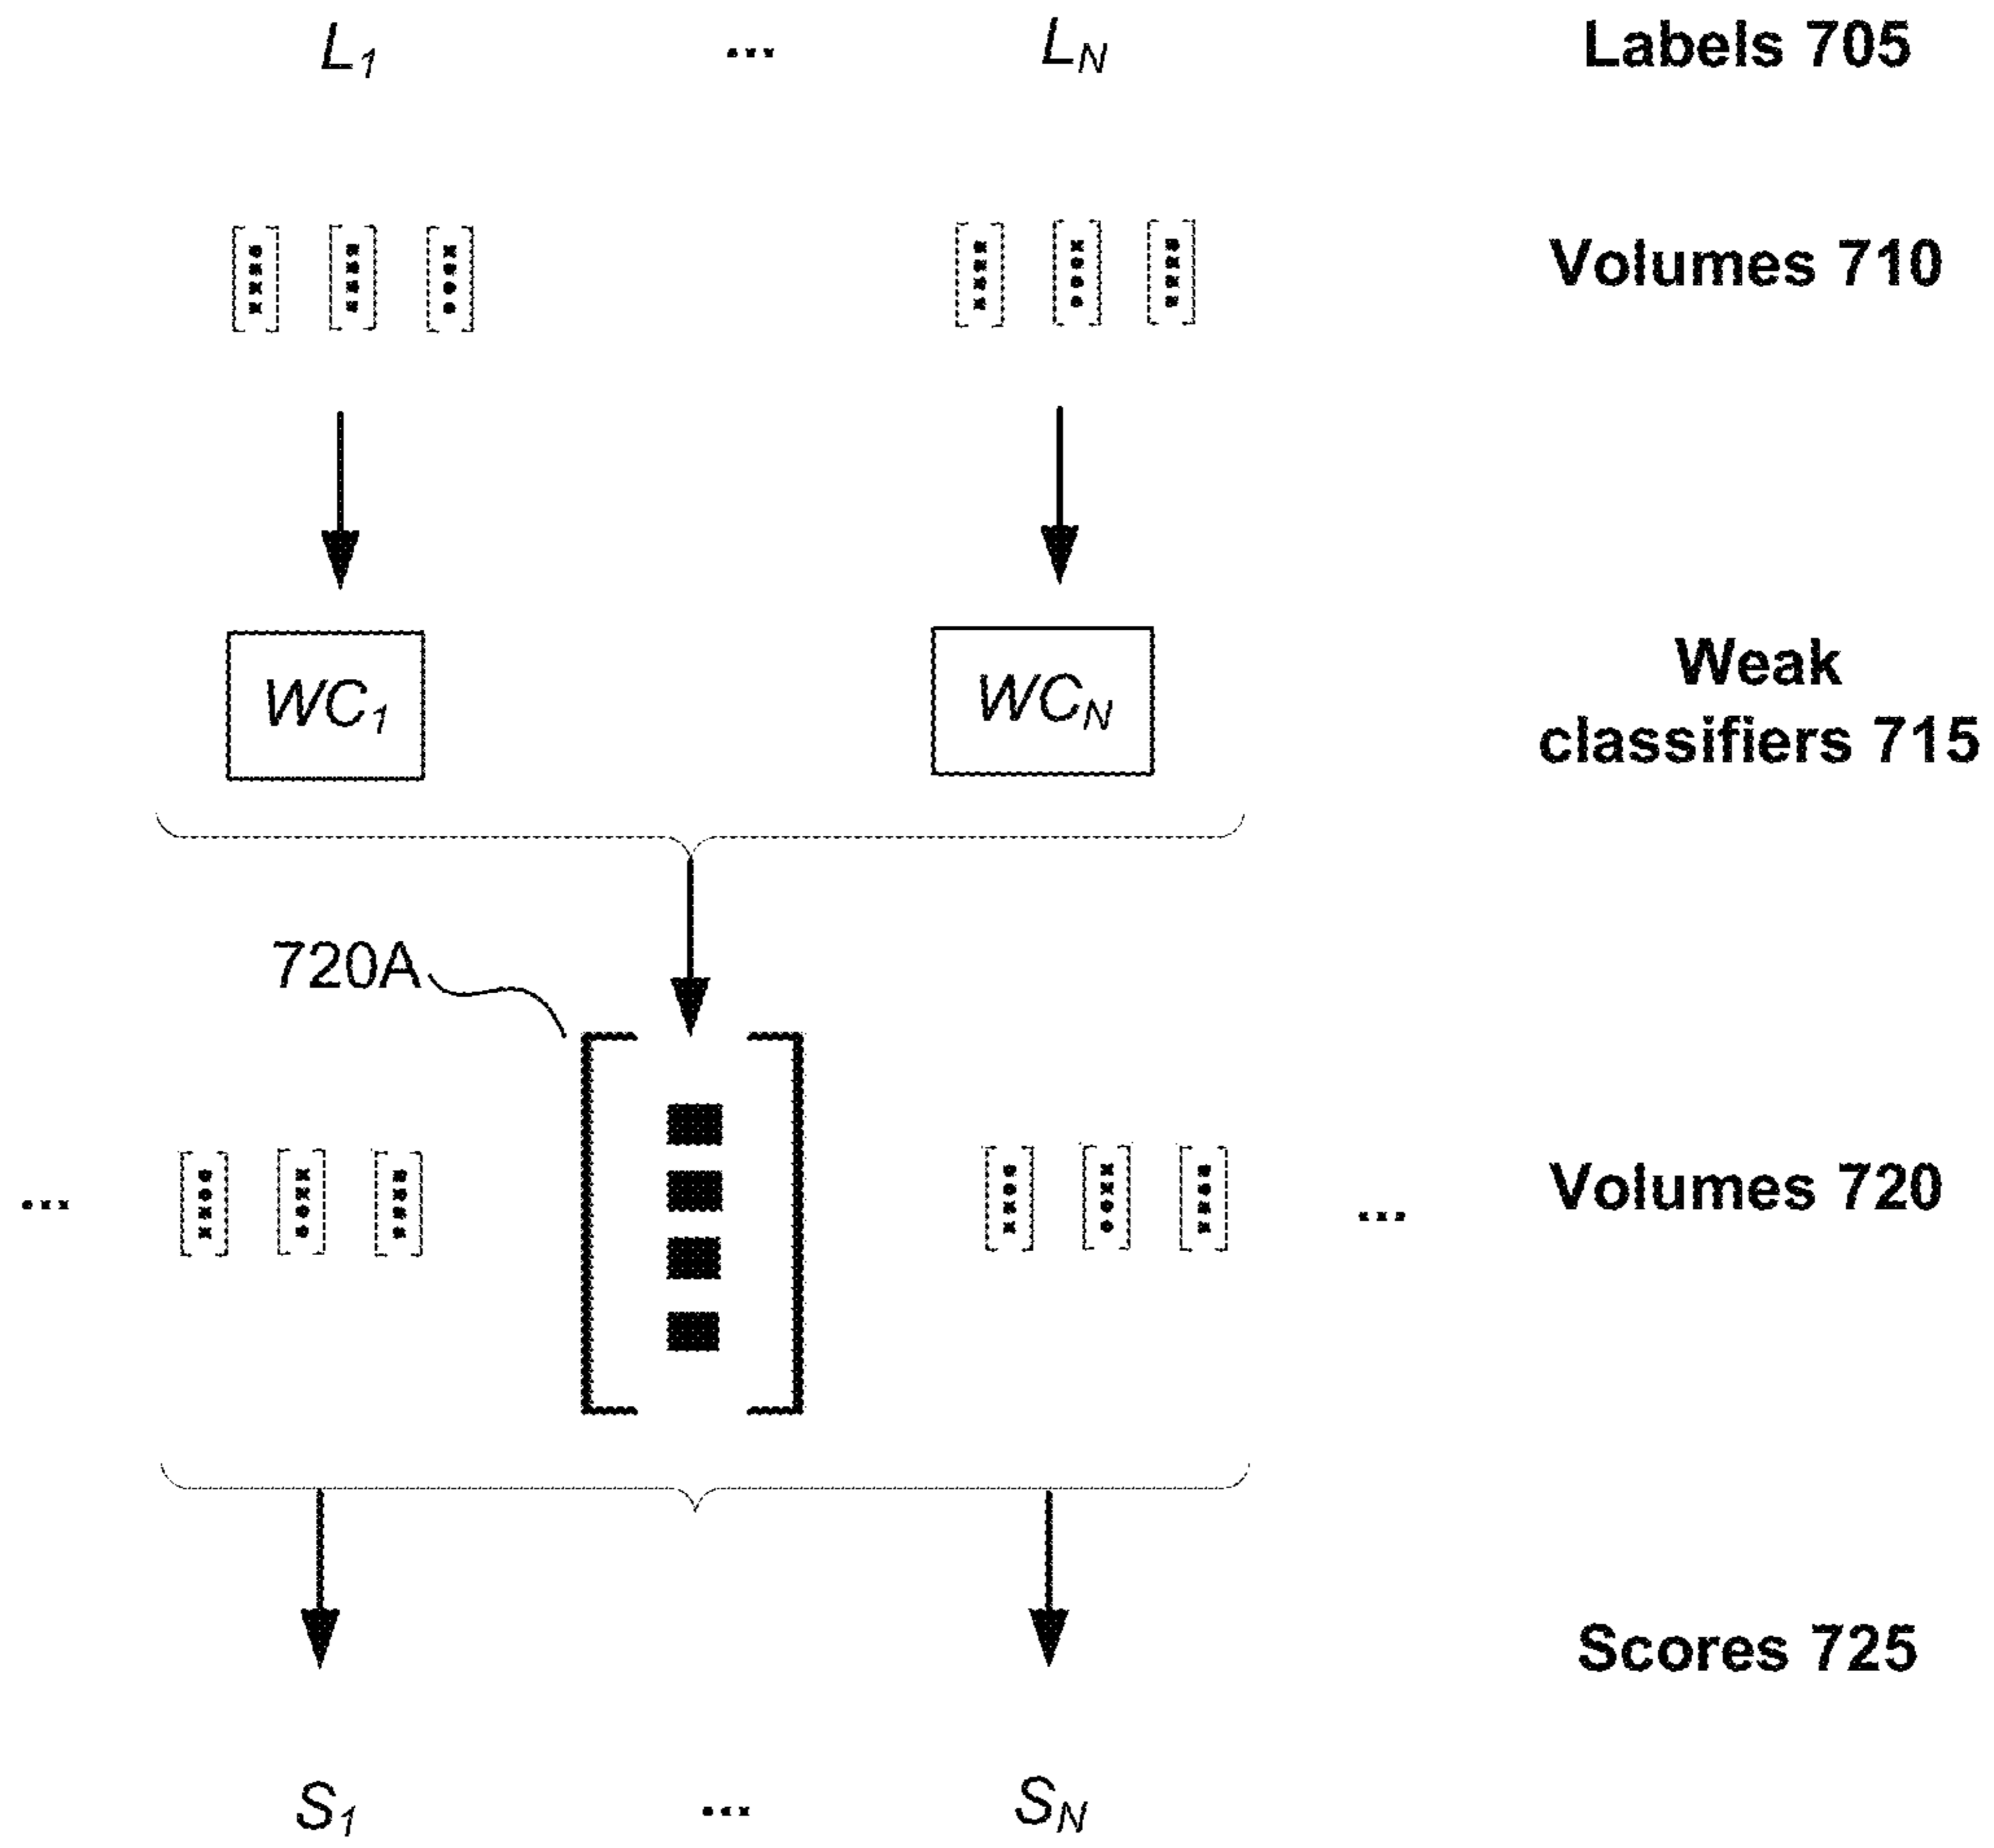 L1 ... LN Labels 705
Volumes 710
Weak
WC1 WCN classifiers 715
720A
... ... Volumes 720
Scores 725
S1 ... SN